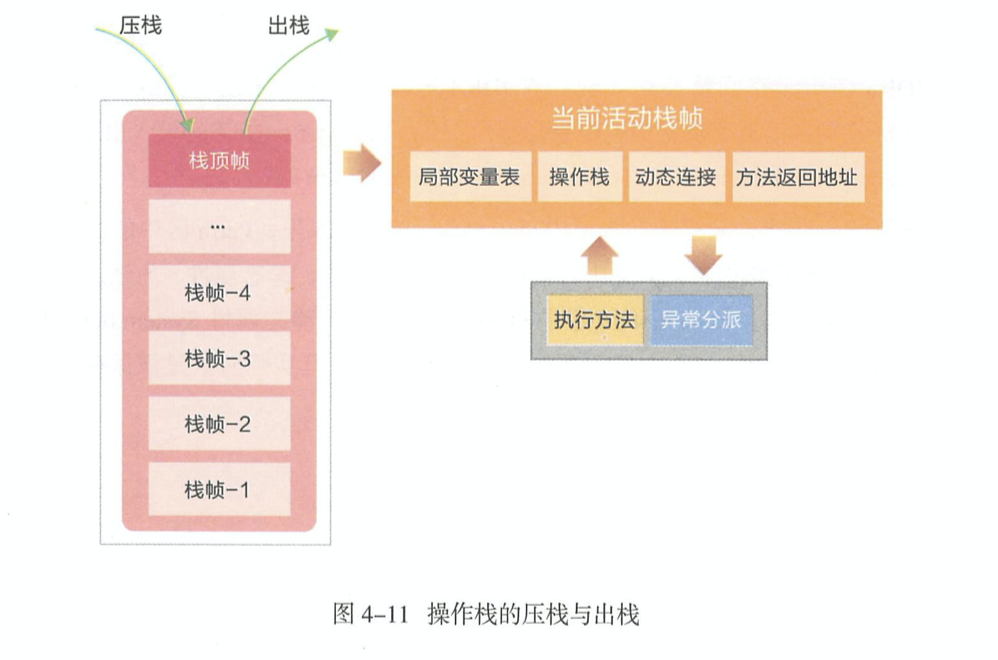 压栈
出栈
栈顶帧
...
栈帧-4
栈帧-3
栈帧-2
栈帧-1
当前活动栈帧
局部变量表
操作栈
动态连接
方法返回地址
执行方法
异常分派
图 4-11 操作栈的压栈与出栈